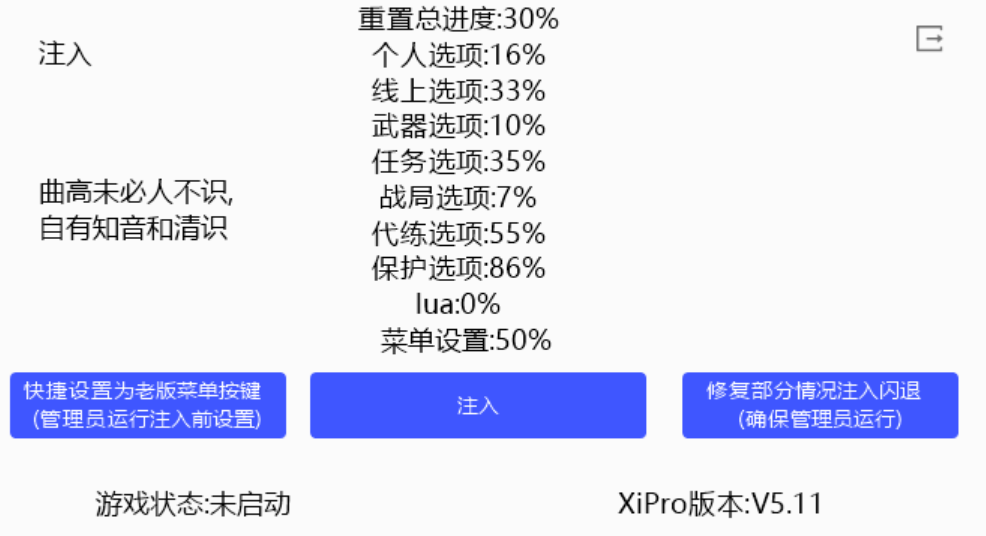 注入
重置总进度:30%
个人选项:16%
线上选项:33%
武器选项:10%
任务选项:35%
战局选项:7%
代练选项:55%
保护选项:86%
lua:0%
菜单设置:50%
曲高未必人不识,
自有知音和清识
快捷设置为老版菜单按键
(管理员运行注入前设置)
注入
修复部分情况注入闪退
(确保管理员运行)
游戏状态:未启动
XiPro版本:V5.11